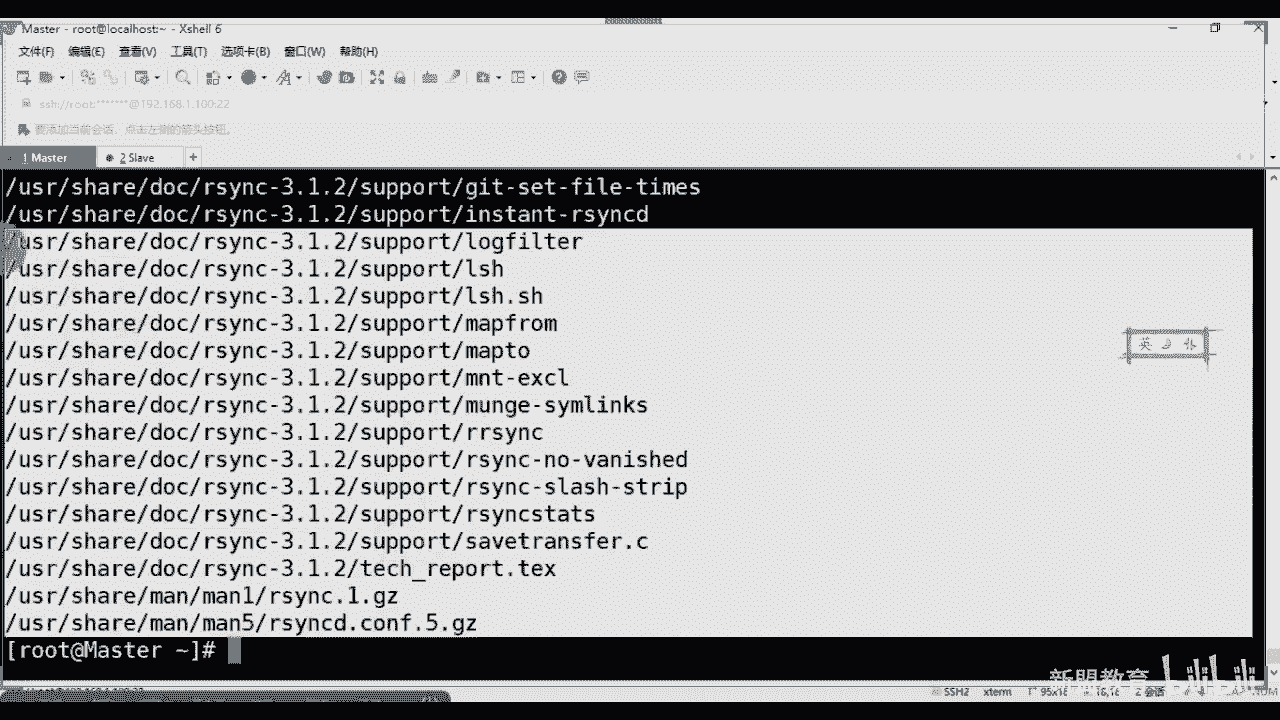 Master - root@localhost:~ - Xshell 6
文件(F) 编辑(E) 查看(V) 工具(T) 选项卡(B) 窗口(W) 帮助(H)
ssh://root:*******@192.168.1.100:22
要添加当前会话，点击左侧的箭头按钮。
1 Master 2 Slave +
/usr/share/doc/rsync-3.1.2/support/git-set-file-times
/usr/share/doc/rsync-3.1.2/support/instant-rsyncd
/usr/share/doc/rsync-3.1.2/support/logfilter
/usr/share/doc/rsync-3.1.2/support/lsh
/usr/share/doc/rsync-3.1.2/support/lsh.sh
/usr/share/doc/rsync-3.1.2/support/mapfrom
/usr/share/doc/rsync-3.1.2/support/mapto
/usr/share/doc/rsync-3.1.2/support/mnt-excl
/usr/share/doc/rsync-3.1.2/support/munge-symlinks
/usr/share/doc/rsync-3.1.2/support/rrsync
/usr/share/doc/rsync-3.1.2/support/rsync-no-vanished
/usr/share/doc/rsync-3.1.2/support/rsync-slash-strip
/usr/share/doc/rsync-3.1.2/support/rsyncstats
/usr/share/doc/rsync-3.1.2/support/savetransfer.c
/usr/share/doc/rsync-3.1.2/tech_report.tex
/usr/share/man/man1/rsync.1.gz
/usr/share/man/man5/rsyncd.conf.5.gz
[root@Master ~]#
英
新盟教育 bilibili
SSH2 xterm